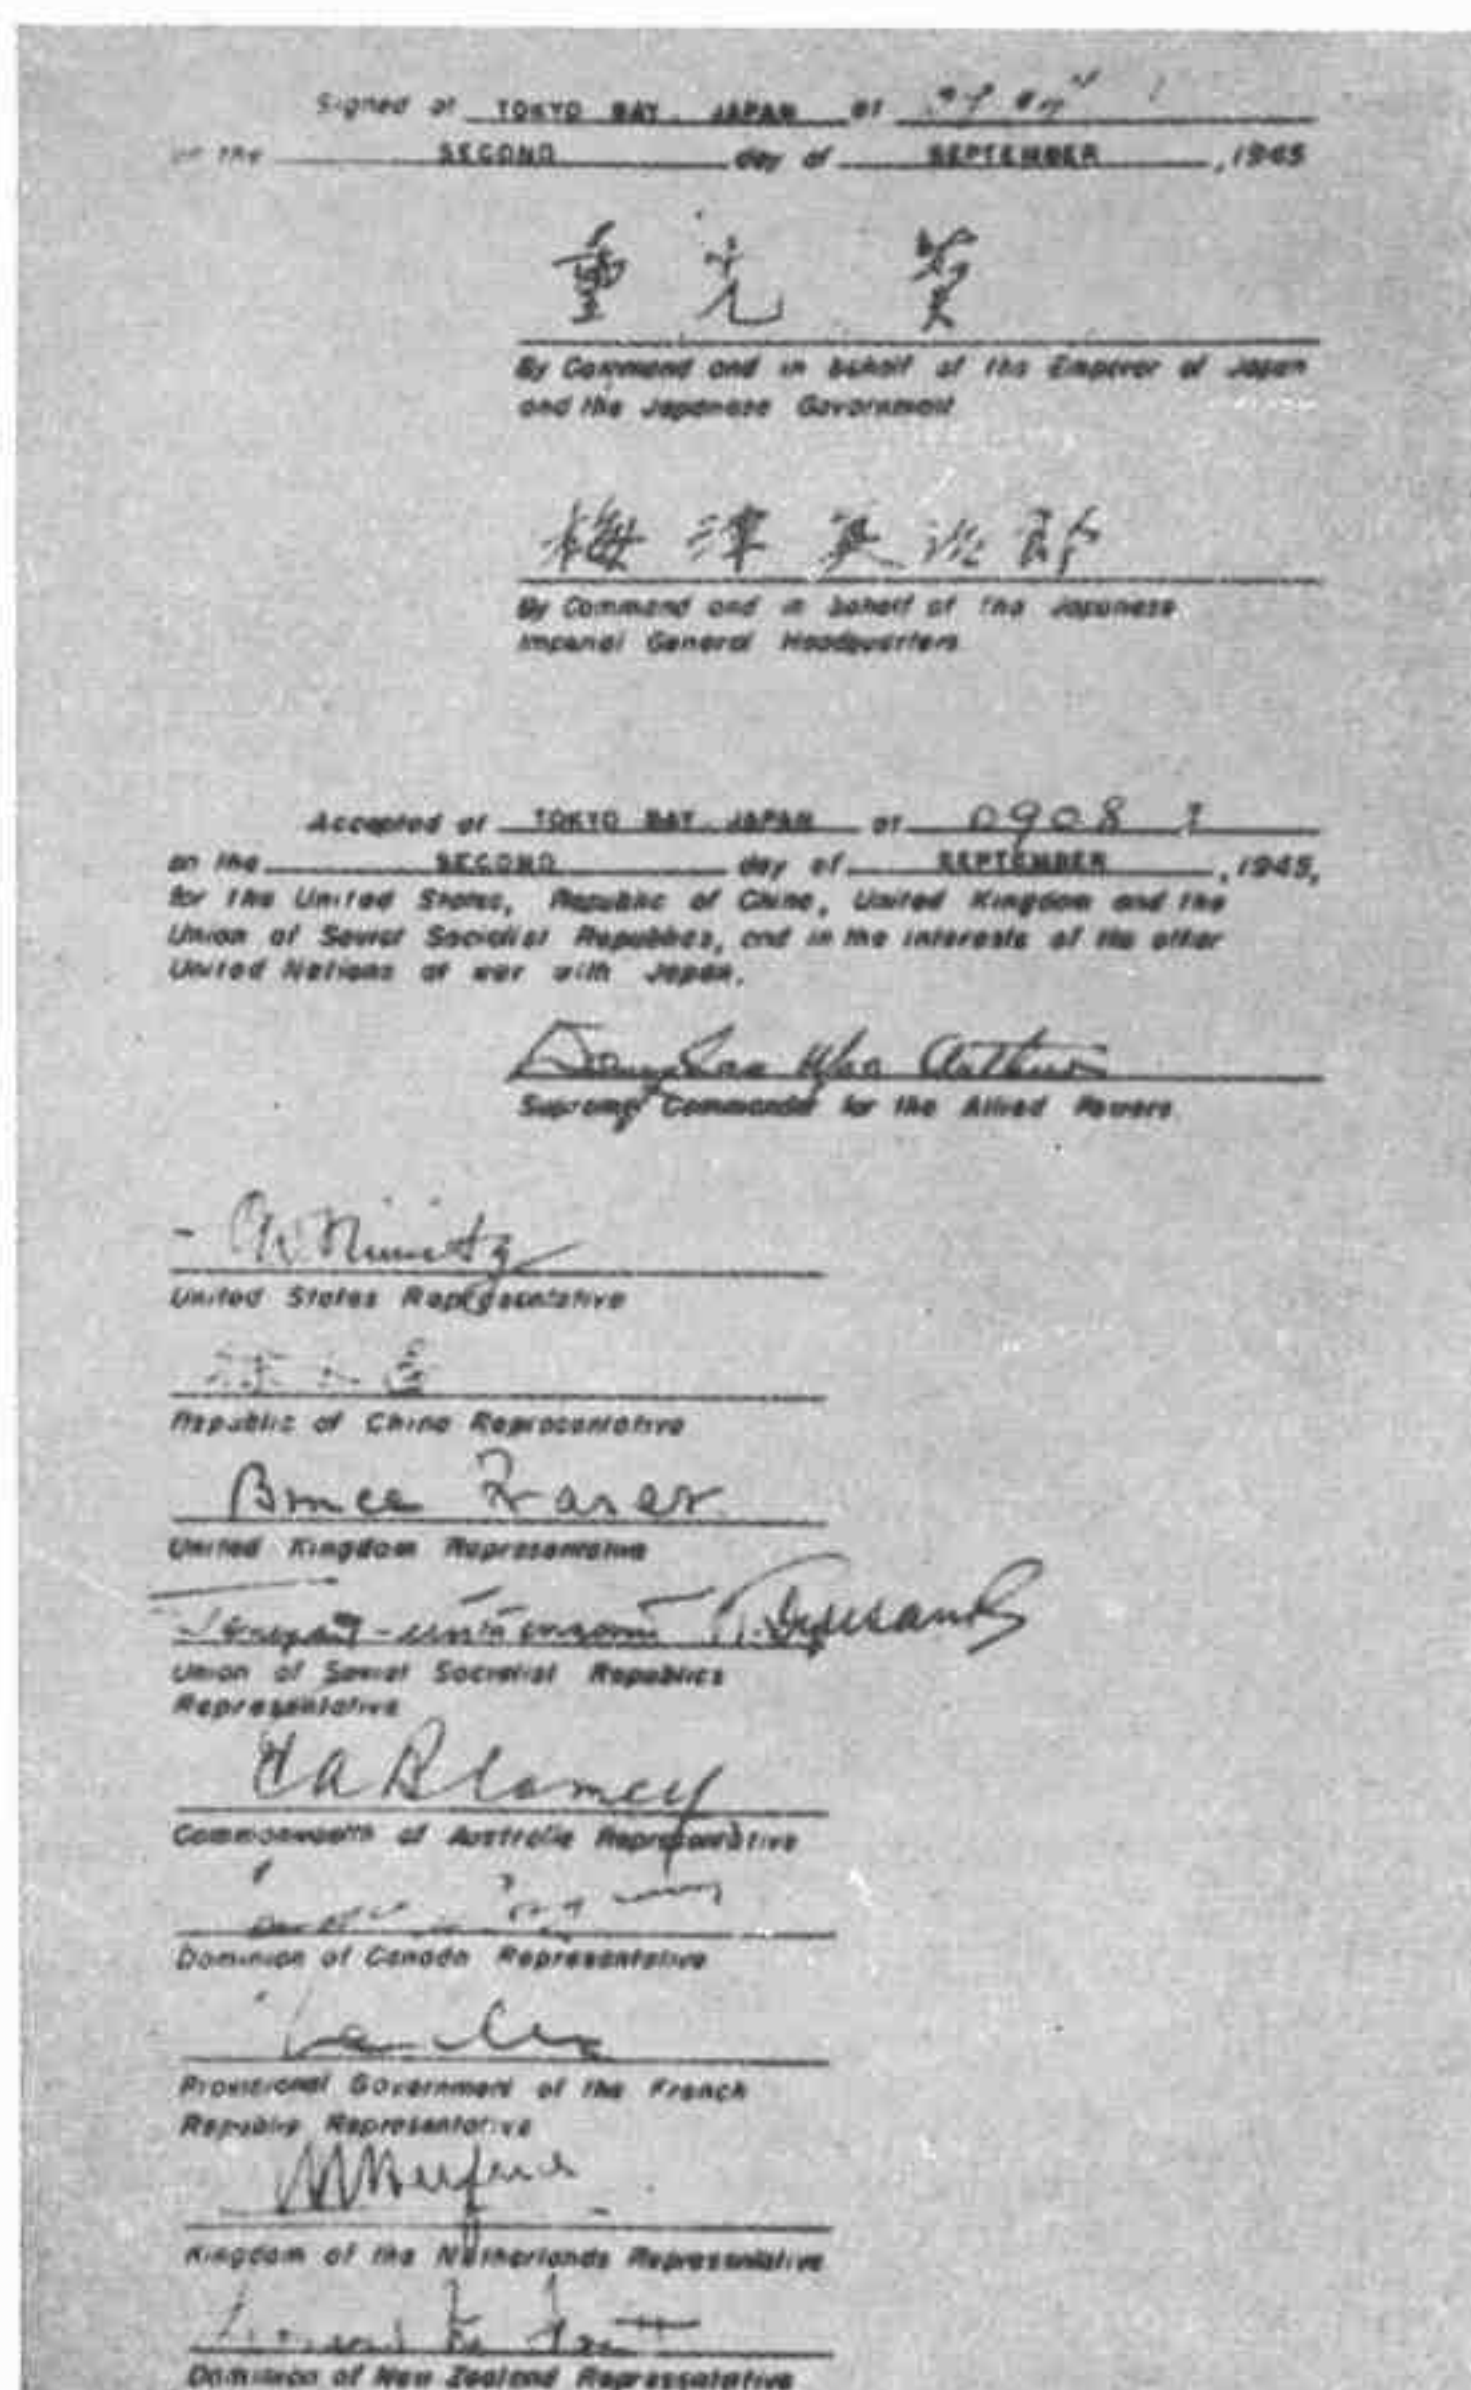 Signed at TOKYO BAY, JAPAN at
on the SECOND day of SEPTEMBER, 1945
重光 葵
By Command and in behalf of the Emperor of Japan
and the Japanese Government
梅津美治郎
By Command and in behalf of the Japanese
Imperial General Headquarters
Accepted at TOKYO BAY, JAPAN at 0908 I
on the SECOND day of SEPTEMBER, 1945,
for the United States, Republic of China, United Kingdom and the
Union of Soviet Socialist Republics, and in the interests of the other
United Nations at war with Japan.
Douglas MacArthur
Supreme Commander for the Allied Powers
CW Nimitz
United States Representative
Republic of China Representative
Bruce Fraser
United Kingdom Representative
Union of Soviet Socialist Republics
Representative
TA Blamey
Commonwealth of Australia Representative
Dominion of Canada Representative
Provisional Government of the French
Republic Representative
Kingdom of the Netherlands Representative
Dominion of New Zealand Representative